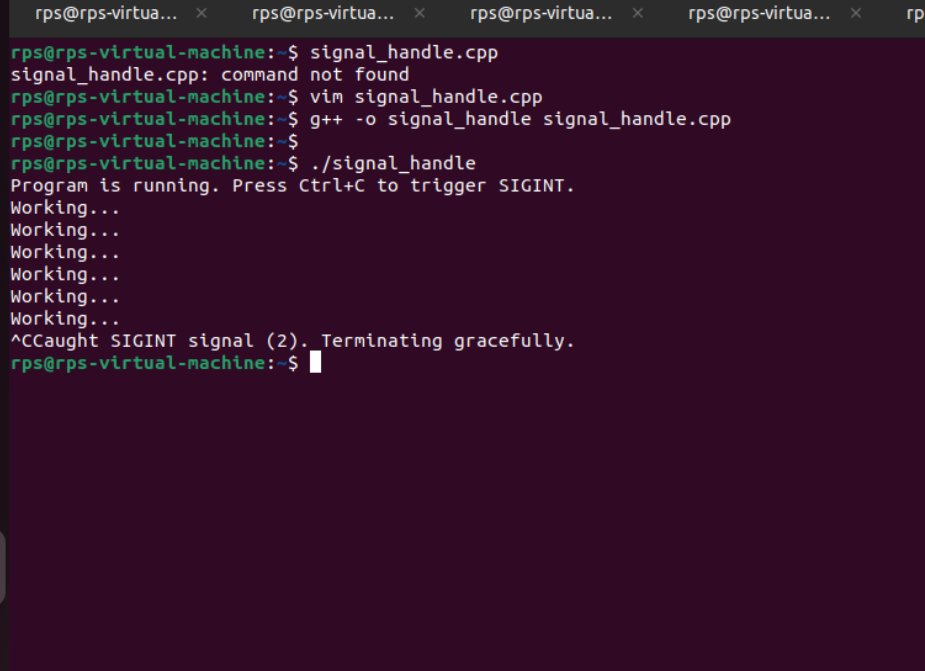 rps@rps-virtua... × rps@rps-virtua... × rps@rps-virtua... × rps@rps-virtua... × rp
rps@rps-virtual-machine:~$ signal_handle.cpp
signal_handle.cpp: command not found
rps@rps-virtual-machine:~$ vim signal_handle.cpp
rps@rps-virtual-machine:~$ g++ -o signal_handle signal_handle.cpp
rps@rps-virtual-machine:~$
rps@rps-virtual-machine:~$ ./signal_handle
Program is running. Press Ctrl+C to trigger SIGINT.
Working...
Working...
Working...
Working...
Working...
Working...
^CCaught SIGINT signal (2). Terminating gracefully.
rps@rps-virtual-machine:~$